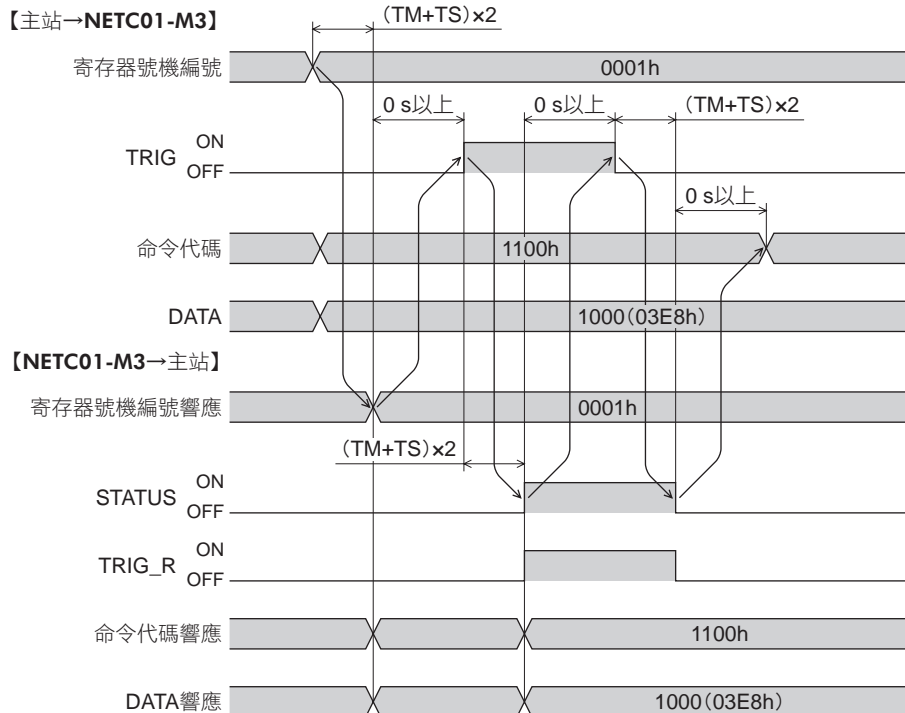 【主站→NETC01-M3】
(TM+TS)×2
寄存器號機編號
0001h
0 s以上
0 s以上
(TM+TS)×2
TRIG
ON
OFF
0 s以上
命令代碼
1100h
DATA
1000(03E8h)
【NETC01-M3→主站】
寄存器號機編號響應
0001h
(TM+TS)×2
STATUS
ON
OFF
TRIG_R
ON
OFF
命令代碼響應
1100h
DATA響應
1000(03E8h)